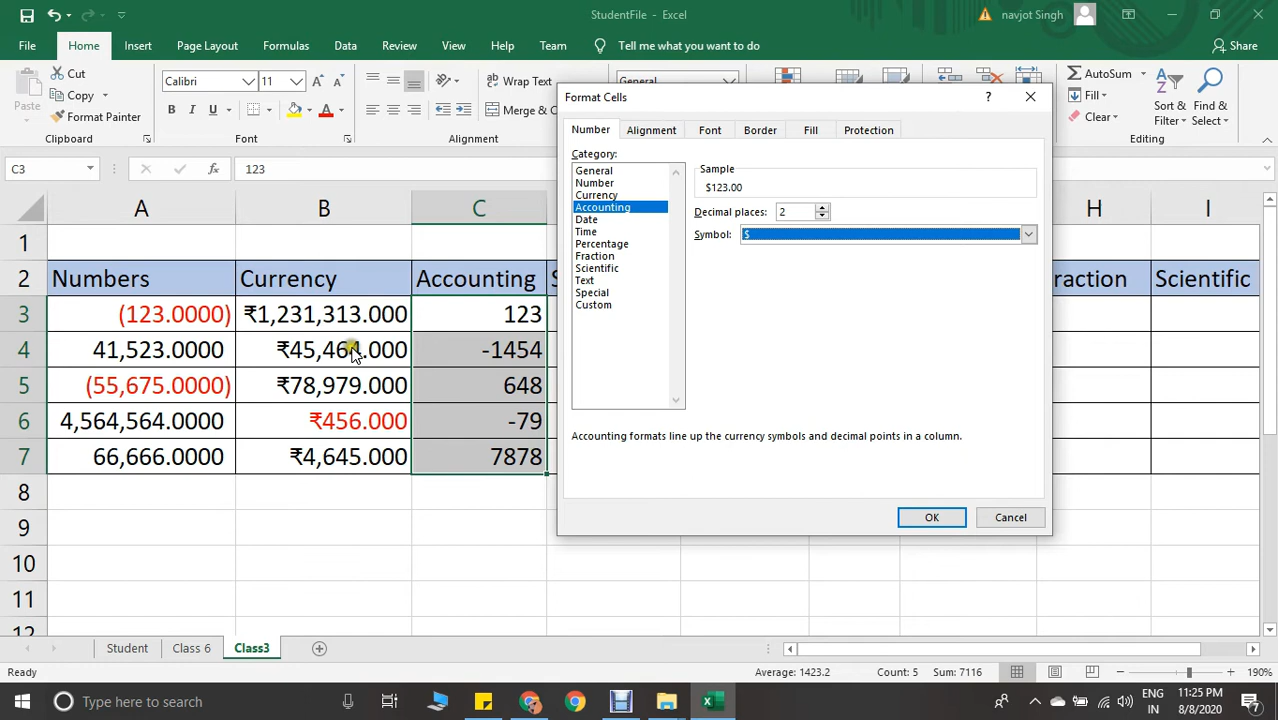 StudentFile - Excel
navjot Singh
File Home Insert Page Layout Formulas Data Review View Help Team Tell me what you want to do Share
Cut
Copy
Format Painter
Paste
Clipboard
Calibri 11
B I U
Font
Wrap Text
Merge &
Alignment
General
AutoSum
Fill
Clear
Sort & Filter
Find & Select
Editing
C3 fx 123
A B C H I
1
2 Numbers Currency Accounting S raction Scientific
3 (123.0000) ₹1,231,313.000 123
4 41,523.0000 ₹45,464.000 -1454
5 (55,675.0000) ₹78,979.000 648
6 4,564,564.0000 ₹456.000 -79
7 66,666.0000 ₹4,645.000 7878
8
9
10
11
12
Format Cells ?
Number Alignment Font Border Fill Protection
Category:
General
Number
Currency
Accounting
Date
Time
Percentage
Fraction
Scientific
Text
Special
Custom
Sample
$123.00
Decimal places: 2
Symbol: $
Accounting formats line up the currency symbols and decimal points in a column.
OK Cancel
Student Class 6 Class3
Ready Average: 1423.2 Count: 5 Sum: 7116 190%
Type here to search
ENG
IN
11:25 PM
8/8/2020
7